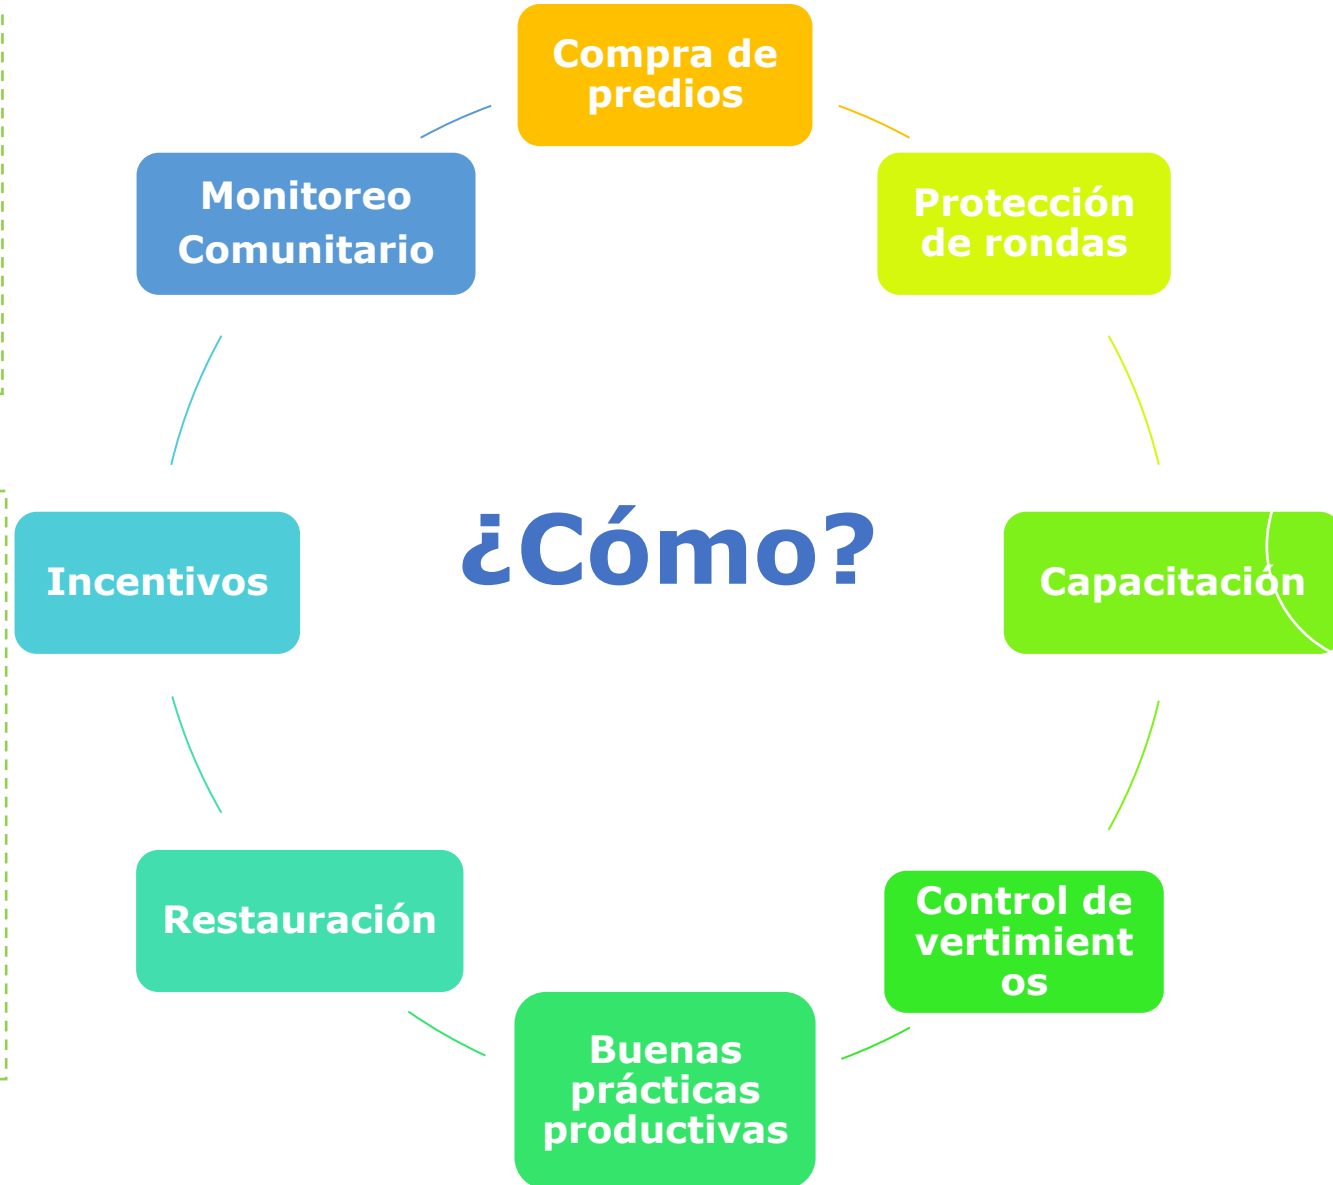 Compra de
predios
Protección
de rondas
Capacitación
Control de
vertimient
os
Buenas
prácticas
productivas
Restauración
Incentivos
Monitoreo
Comunitario
¿Cómo?